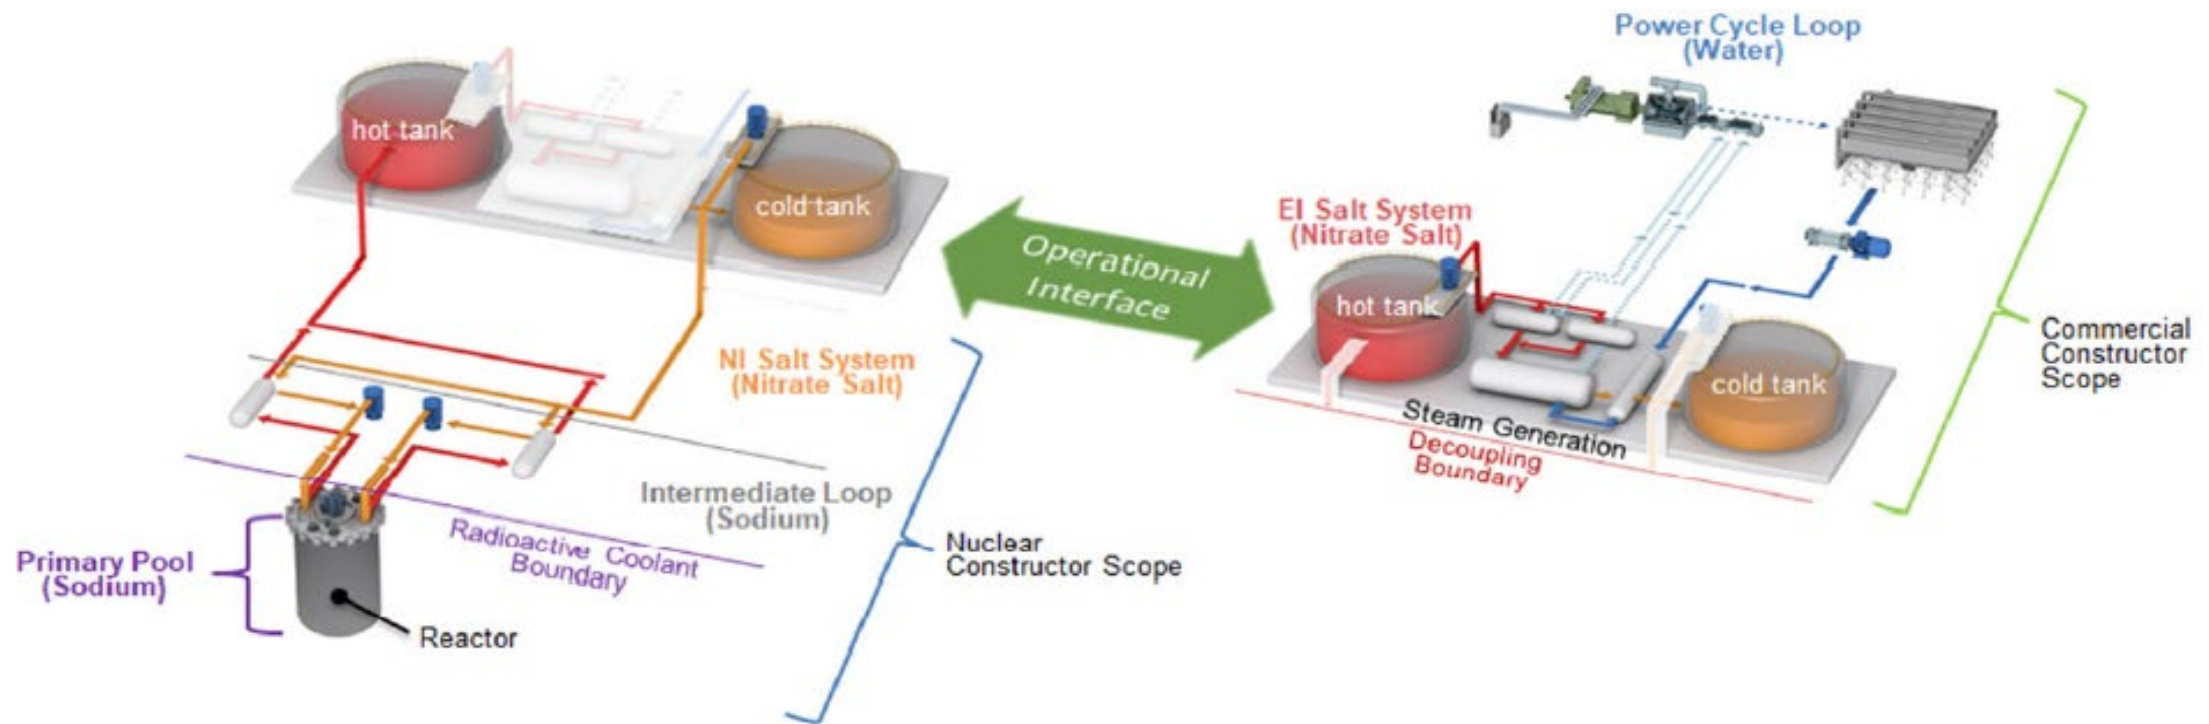 Power Cycle Loop
(Water)
hot tank
cold tank
Operational
Interface
EI Salt System
(Nitrate Salt)
hot tank
cold tank
Commercial
Constructor
Scope
Steam Generation
Decoupling
Boundary
NI Salt System
(Nitrate Salt)
Intermediate Loop
(Sodium)
Radioactive Coolant
Boundary
Nuclear
Constructor Scope
Primary Pool
(Sodium)
Reactor